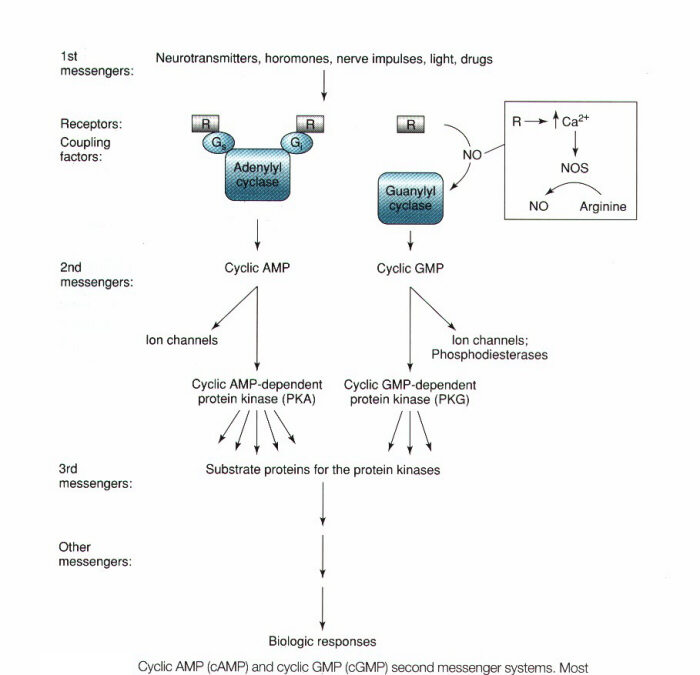 1st
messengers:
Neurotransmitters, horomones, nerve impulses, light, drugs
Receptors:
R
R
R
R ↑ Ca2+
Coupling
factors:
Gs
Gi
NO
Adenylyl
cyclase
Guanylyl
cyclase
NOS
NO
Arginine
2nd
messengers:
Cyclic AMP
Cyclic GMP
Ion channels
Ion channels;
Phosphodiesterases
Cyclic AMP-dependent
protein kinase (PKA)
Cyclic GMP-dependent
protein kinase (PKG)
3rd
messengers:
Substrate proteins for the protein kinases
Other
messengers:
Biologic responses
Cyclic AMP (cAMP) and cyclic GMP (cGMP) second messenger systems. Most